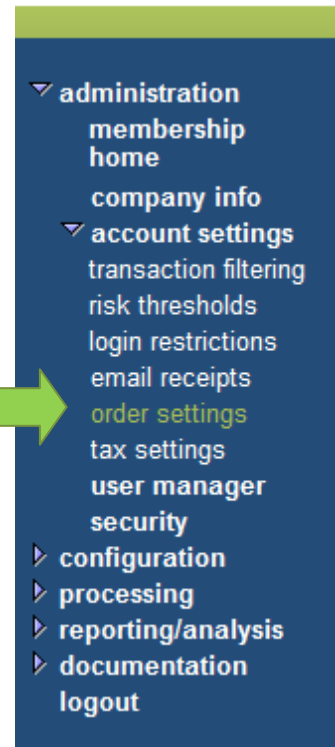 administration
membership
home
company info
account settings
transaction filtering
risk thresholds
login restrictions
email receipts
order settings
tax settings
user manager
security
configuration
processing
reporting/analysis
documentation
logout